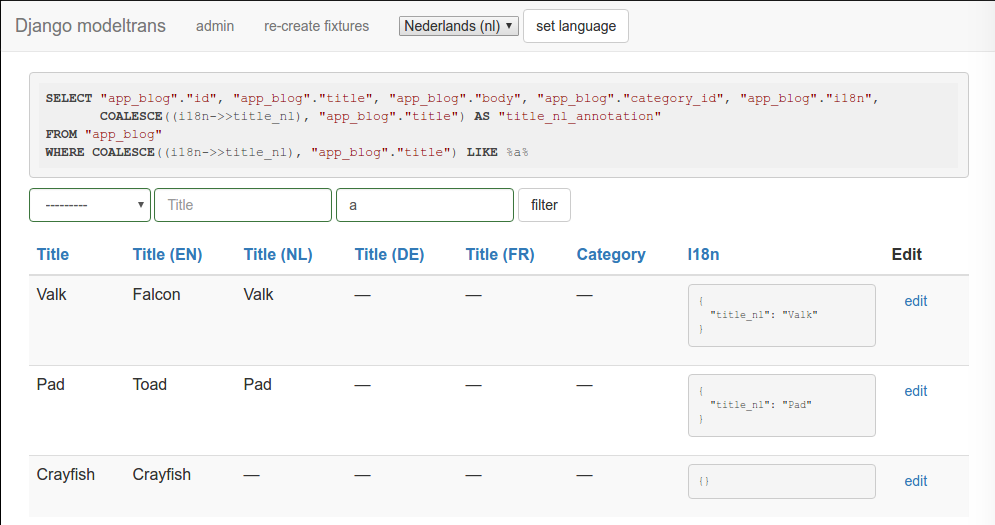 Django modeltrans admin re-create fixtures Nederlands (nl) set language
SELECT "app_blog"."id", "app_blog"."title", "app_blog"."body", "app_blog"."category_id", "app_blog"."i18n",
COALESCE((i18n->>title_nl), "app_blog"."title") AS "title_nl_annotation"
FROM "app_blog"
WHERE COALESCE((i18n->>title_nl), "app_blog"."title") LIKE %a%
--------- Title a filter
Title Title (EN) Title (NL) Title (DE) Title (FR) Category I18n Edit
Valk Falcon Valk — — — { edit
"title_nl": "Valk"
}
Pad Toad Pad — — — { edit
"title_nl": "Pad"
}
Crayfish Crayfish — — — — {} edit